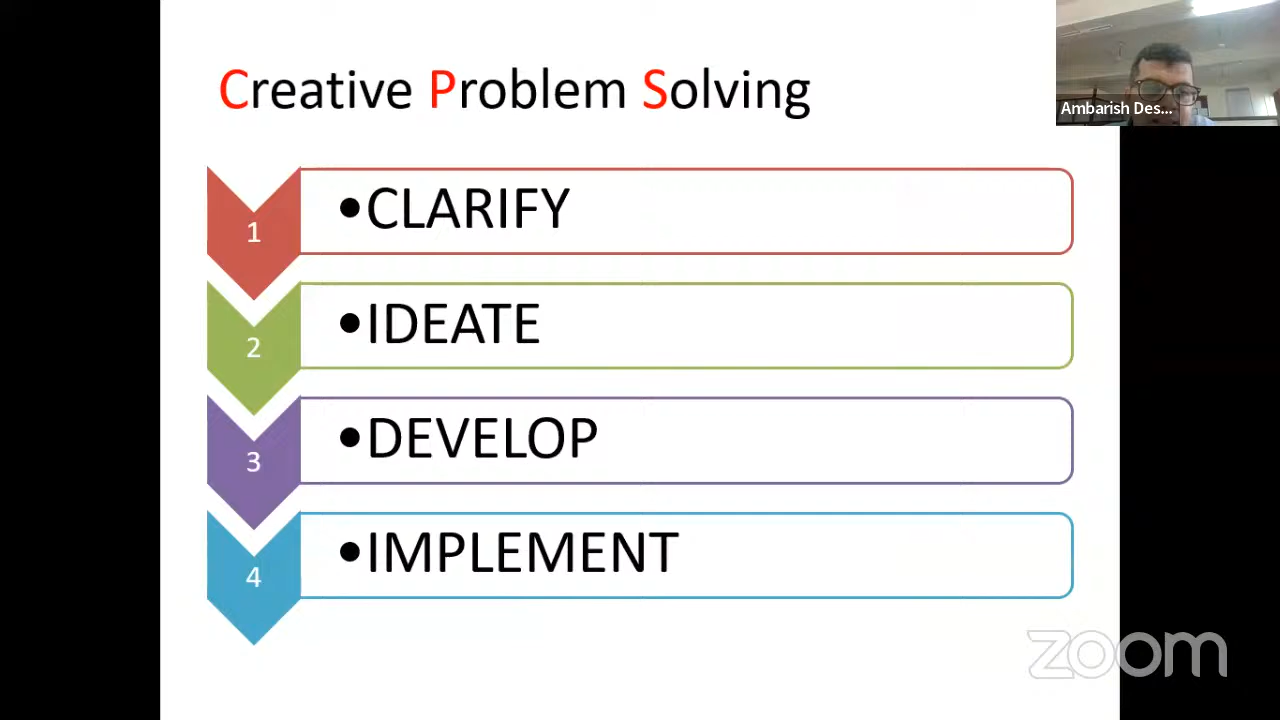 Creative Problem Solving
Ambarish Des...
1
•CLARIFY
2
•IDEATE
3
•DEVELOP
4
•IMPLEMENT
zoom